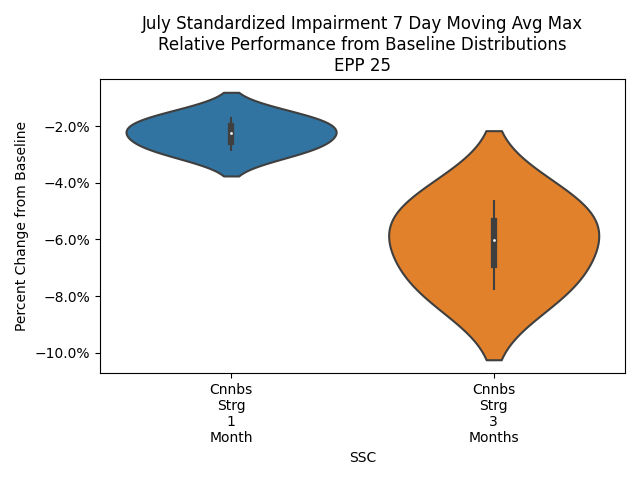 July Standardized Impairment 7 Day Moving Avg Max
Relative Performance from Baseline Distributions
EPP 25
Percent Change from Baseline
−2.0%
−4.0%
−6.0%
−8.0%
−10.0%
Cnnbs
Strg
1
Month
Cnnbs
Strg
3
Months
SSC